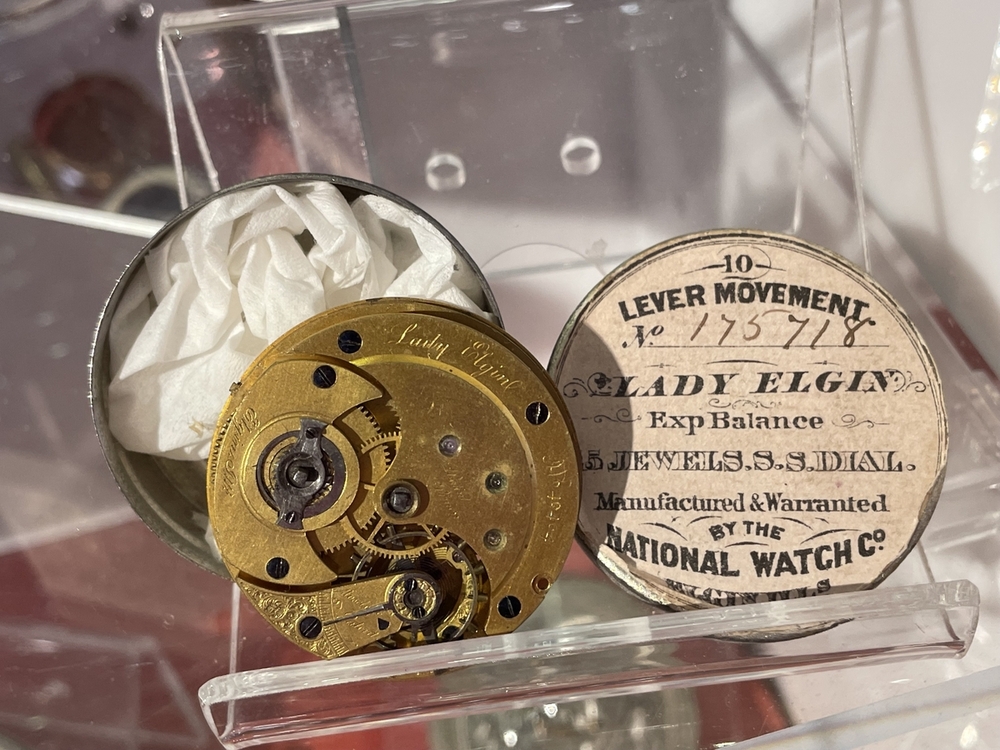 Lady Elgin
10
LEVER MOVEMENT.
No 175718
LADY ELGIN
Exp Balance
5 JEWELS.S.S.DIAL.
Manufactured & Warranted
BY THE
NATIONAL WATCH Co.